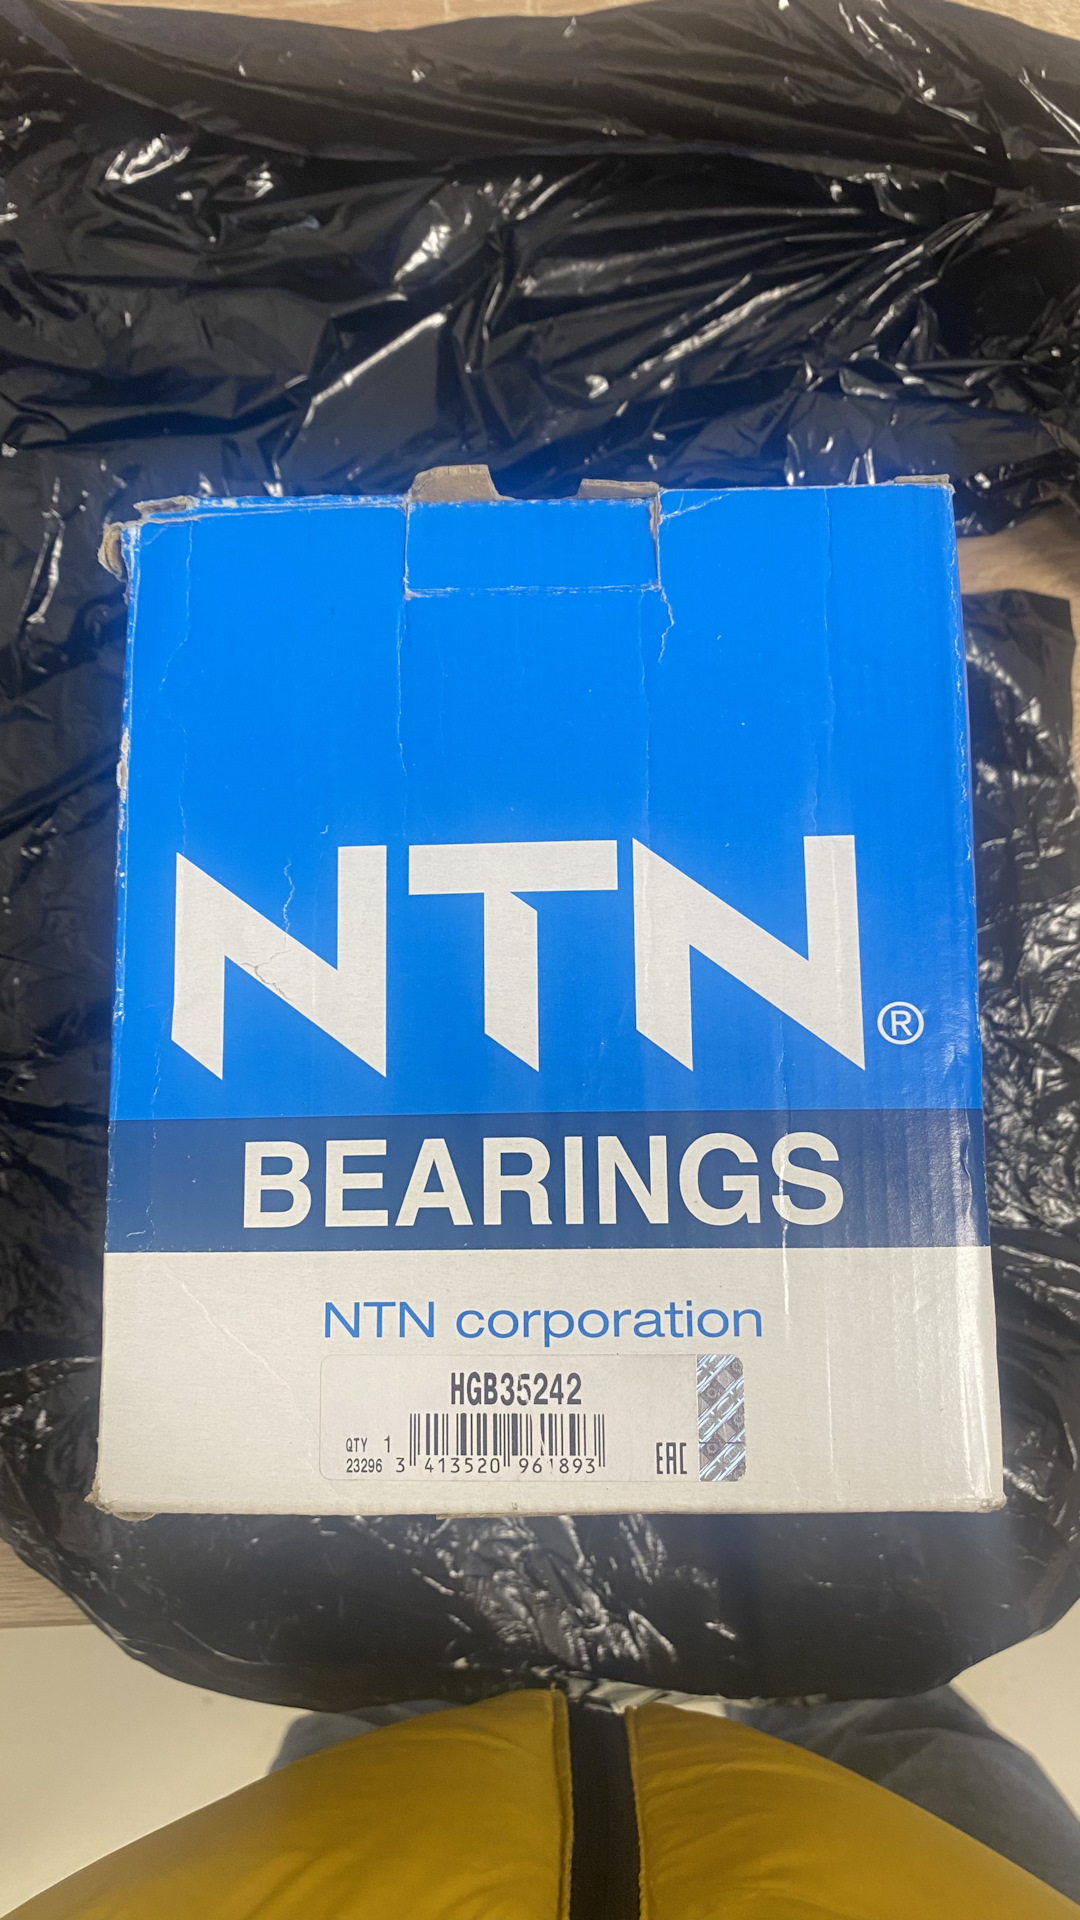 NTN®
BEARINGS
NTN corporation
HGB35242
QTY 1
23296 3 413520 961893
EAC